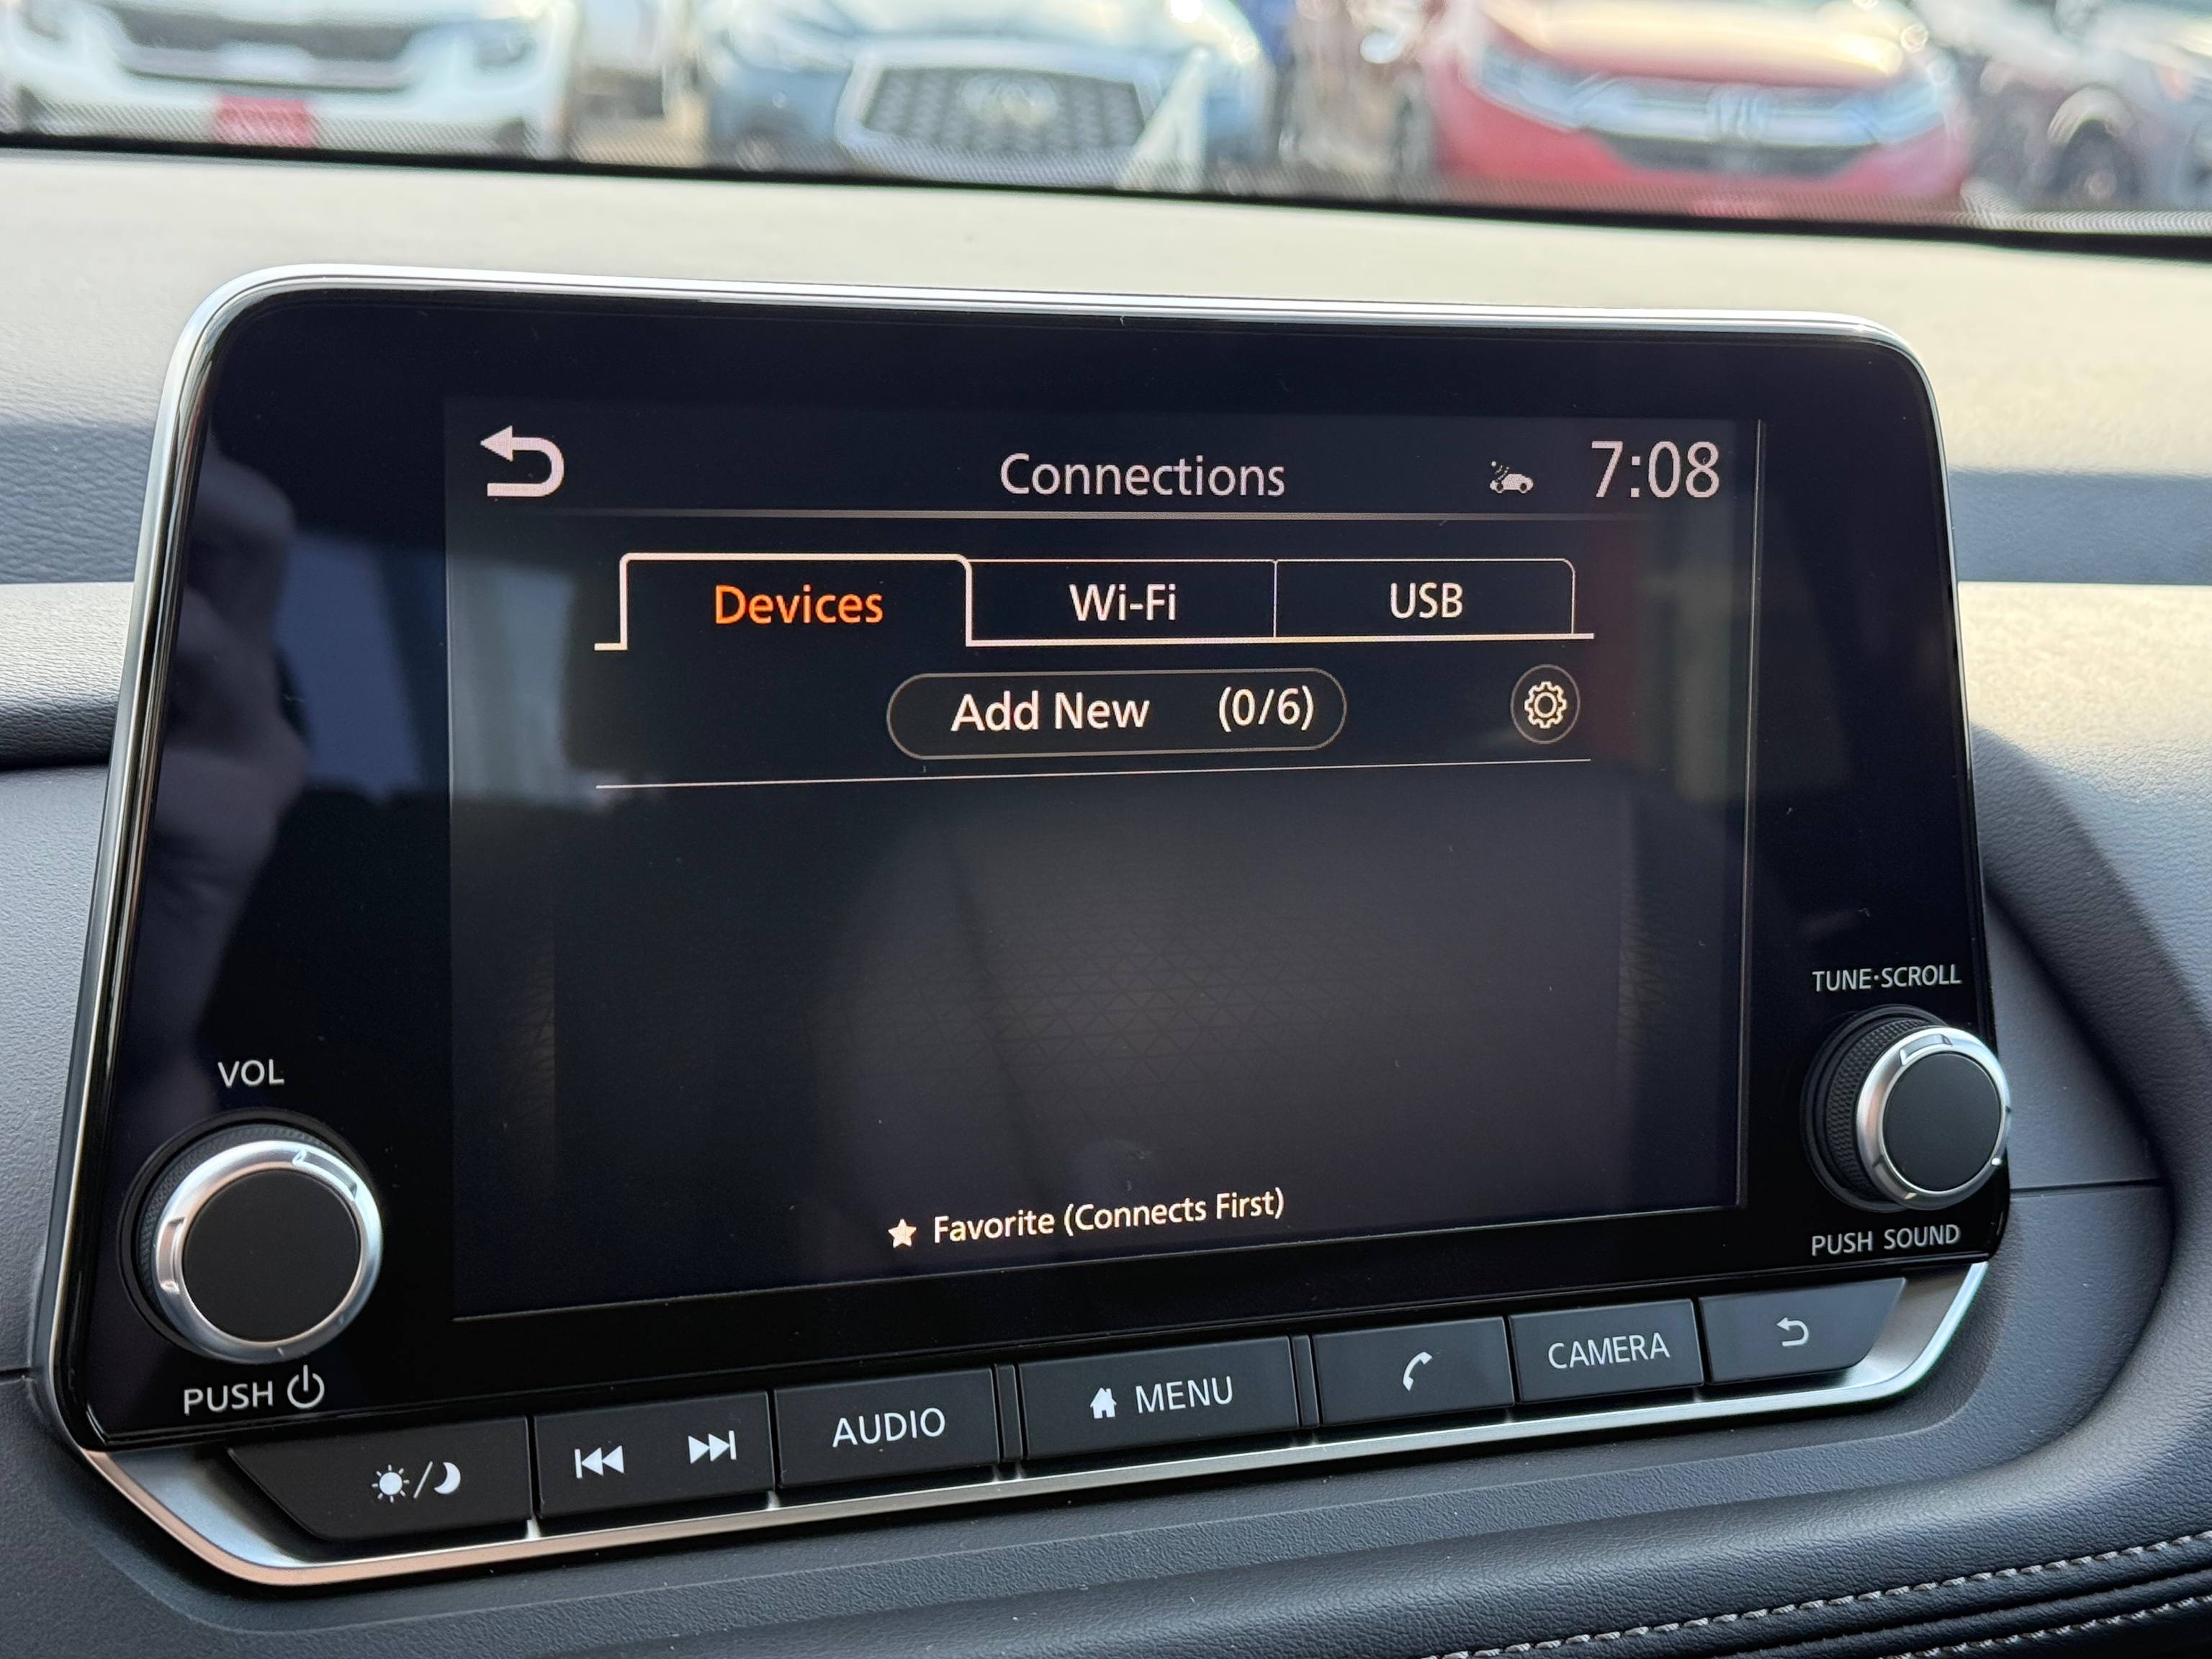 Connections 7:08
Devices Wi-Fi USB
Add New (0/6)
Favorite (Connects First)
VOL
PUSH
TUNE·SCROLL
PUSH SOUND
AUDIO MENU CAMERA